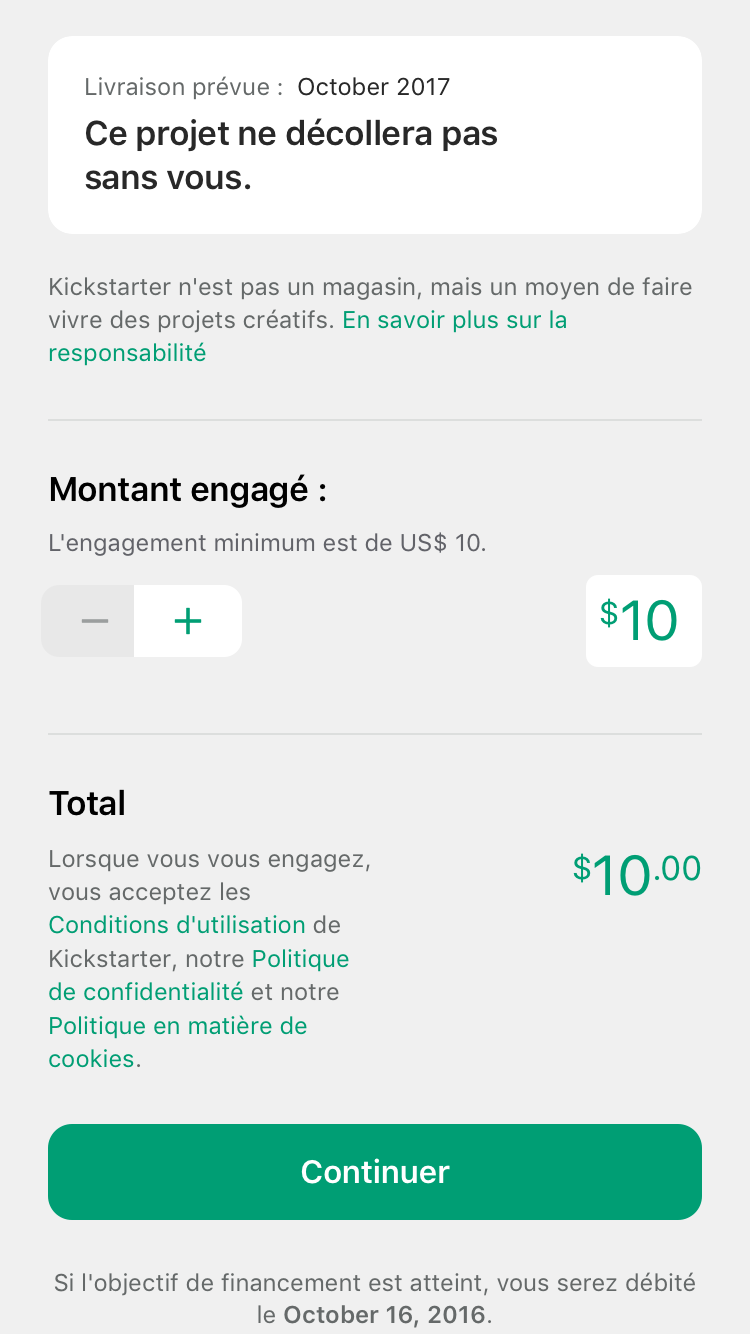 Livraison prévue : October 2017
Ce projet ne décollera pas
sans vous.
Kickstarter n'est pas un magasin, mais un moyen de faire
vivre des projets créatifs. En savoir plus sur la
responsabilité
Montant engagé :
L'engagement minimum est de US$ 10.
− +
$10
Total
Lorsque vous vous engagez,
vous acceptez les
Conditions d'utilisation de
Kickstarter, notre Politique
de confidentialité et notre
Politique en matière de
cookies.
$10.00
Continuer
Si l'objectif de financement est atteint, vous serez débité
le October 16, 2016.